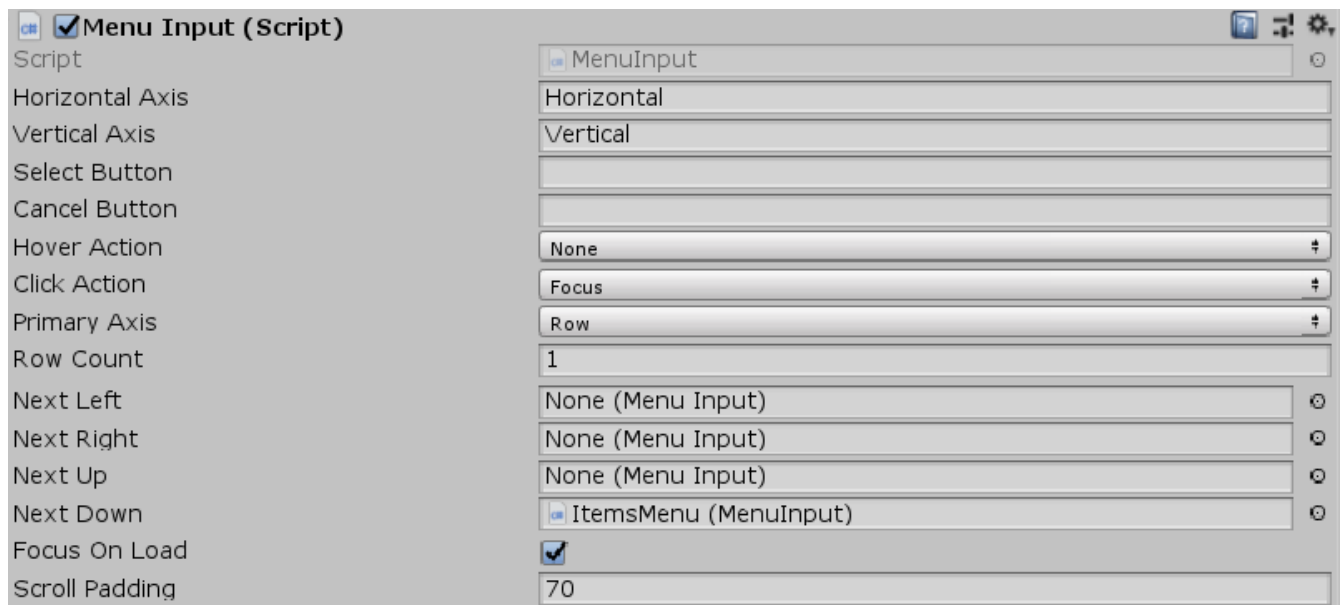 Menu Input (Script)
Script MenuInput
Horizontal Axis Horizontal
Vertical Axis Vertical
Select Button
Cancel Button
Hover Action None
Click Action Focus
Primary Axis Row
Row Count 1
Next Left None (Menu Input)
Next Right None (Menu Input)
Next Up None (Menu Input)
Next Down ItemsMenu (MenuInput)
Focus On Load
Scroll Padding 70